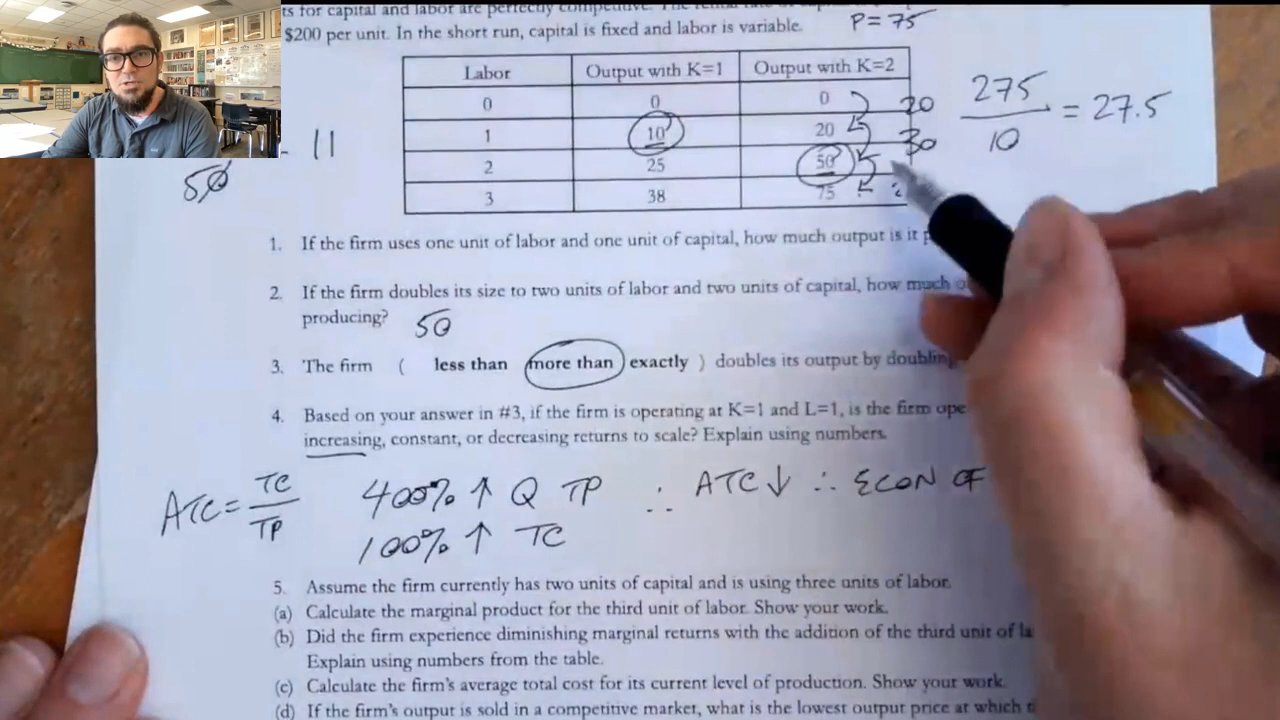 ts for capital and labor are perfectly competitive. The rental rate of
$200 per unit. In the short run, capital is fixed and labor is variable.
P = 75
Labor Output with K=1 Output with K=2
0 0 0
1 10 20
2 25 50
3 38 75
20
30
275 / 10 = 27.5
- 11
50
1. If the firm uses one unit of labor and one unit of capital, how much output is it p
2. If the firm doubles its size to two units of labor and two units of capital, how much o
producing? 50
3. The firm ( less than more than exactly ) doubles its output by doubling
4. Based on your answer in #3, if the firm is operating at K=1 and L=1, is the firm ope
increasing, constant, or decreasing returns to scale? Explain using numbers.
ATC = TC / TP
400% ↑ Q TP ∴ ATC ↓ ∴ ECON OF
100% ↑ TC
5. Assume the firm currently has two units of capital and is using three units of labor.
(a) Calculate the marginal product for the third unit of labor. Show your work.
(b) Did the firm experience diminishing marginal returns with the addition of the third unit of la
Explain using numbers from the table.
(c) Calculate the firm's average total cost for its current level of production. Show your work.
(d) If the firm's output is sold in a competitive market, what is the lowest output price at which